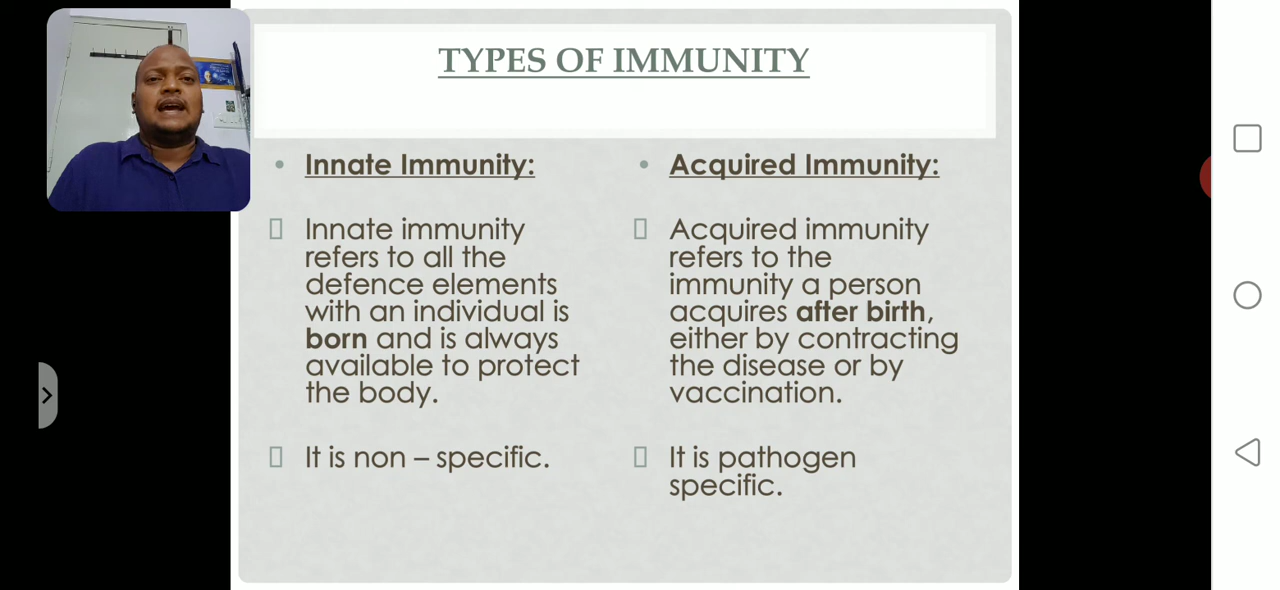 TYPES OF IMMUNITY
Innate Immunity:
Innate immunity
refers to all the
defence elements
with an individual is
born and is always
available to protect
the body.
It is non – specific.
Acquired Immunity:
Acquired immunity
refers to the
immunity a person
acquires after birth,
either by contracting
the disease or by
vaccination.
It is pathogen
specific.